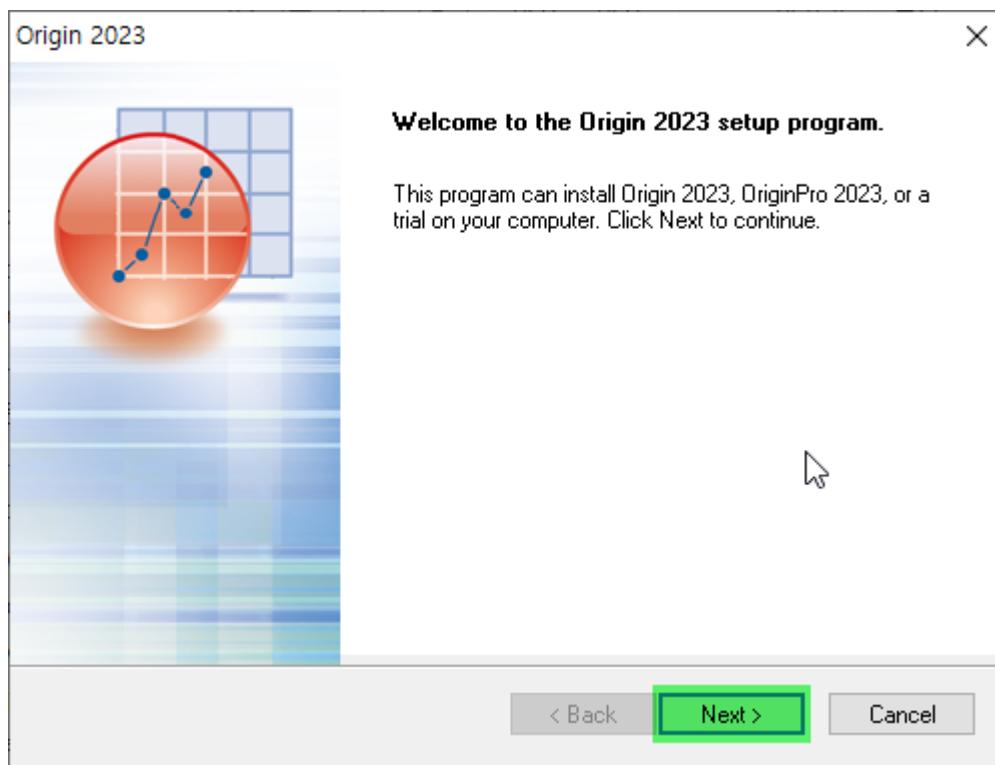 Origin 2023
Welcome to the Origin 2023 setup program.
This program can install Origin 2023, OriginPro 2023, or a
trial on your computer. Click Next to continue.
< Back
Next >
Cancel